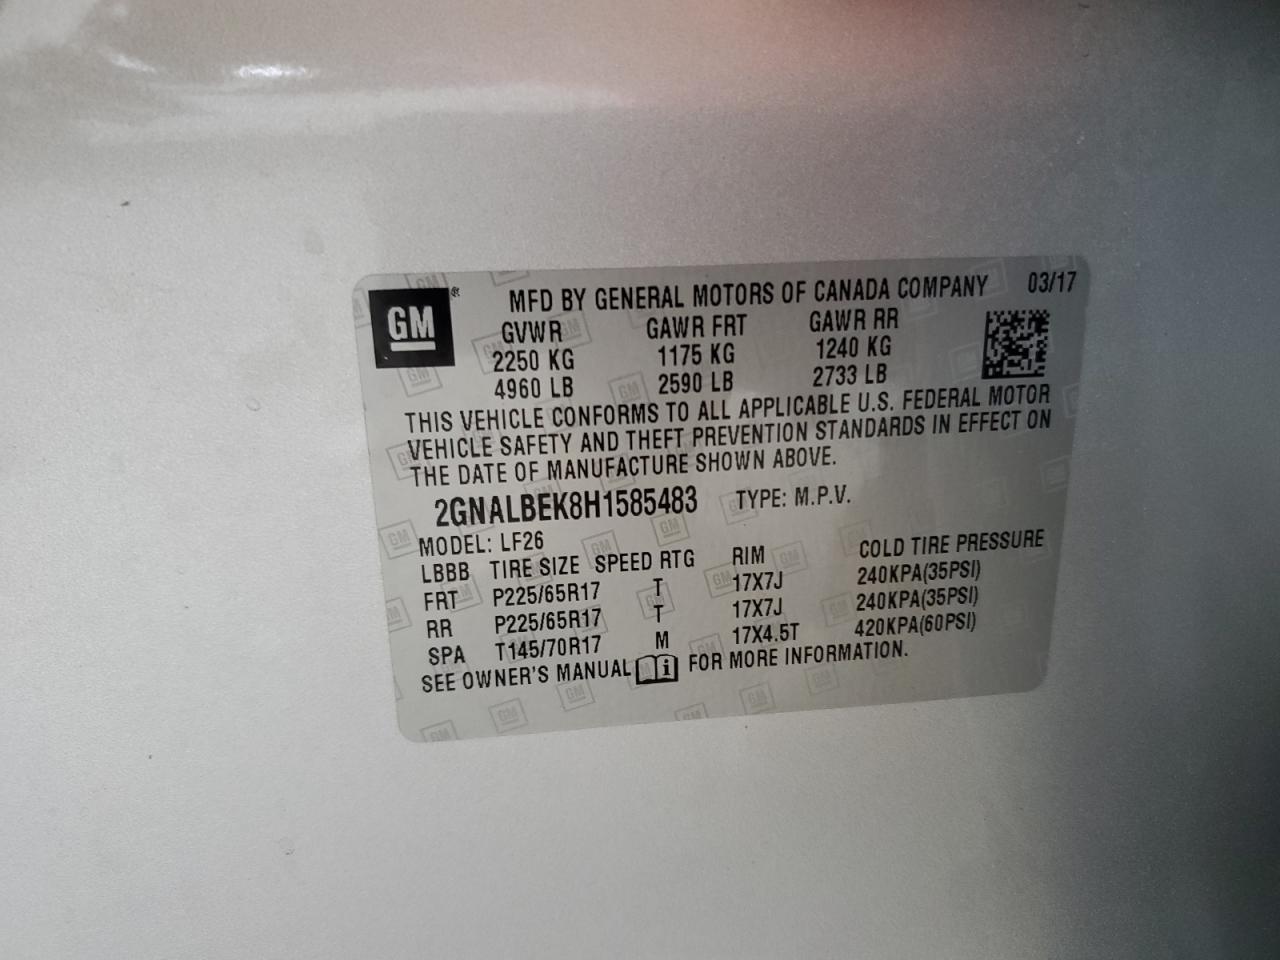 GM®
MFD BY GENERAL MOTORS OF CANADA COMPANY 03/17
GVWR GAWR FRT GAWR RR
2250 KG 1175 KG 1240 KG
4960 LB 2590 LB 2733 LB
THIS VEHICLE CONFORMS TO ALL APPLICABLE U.S. FEDERAL MOTOR
VEHICLE SAFETY AND THEFT PREVENTION STANDARDS IN EFFECT ON
THE DATE OF MANUFACTURE SHOWN ABOVE.
2GNALBEK8H1585483 TYPE: M.P.V.
MODEL: LF26
LBBB TIRE SIZE SPEED RTG RIM COLD TIRE PRESSURE
FRT P225/65R17 T 17X7J 240KPA(35PSI)
RR P225/65R17 T 17X7J 240KPA(35PSI)
SPA T145/70R17 M 17X4.5T 420KPA(60PSI)
SEE OWNER'S MANUAL i FOR MORE INFORMATION.